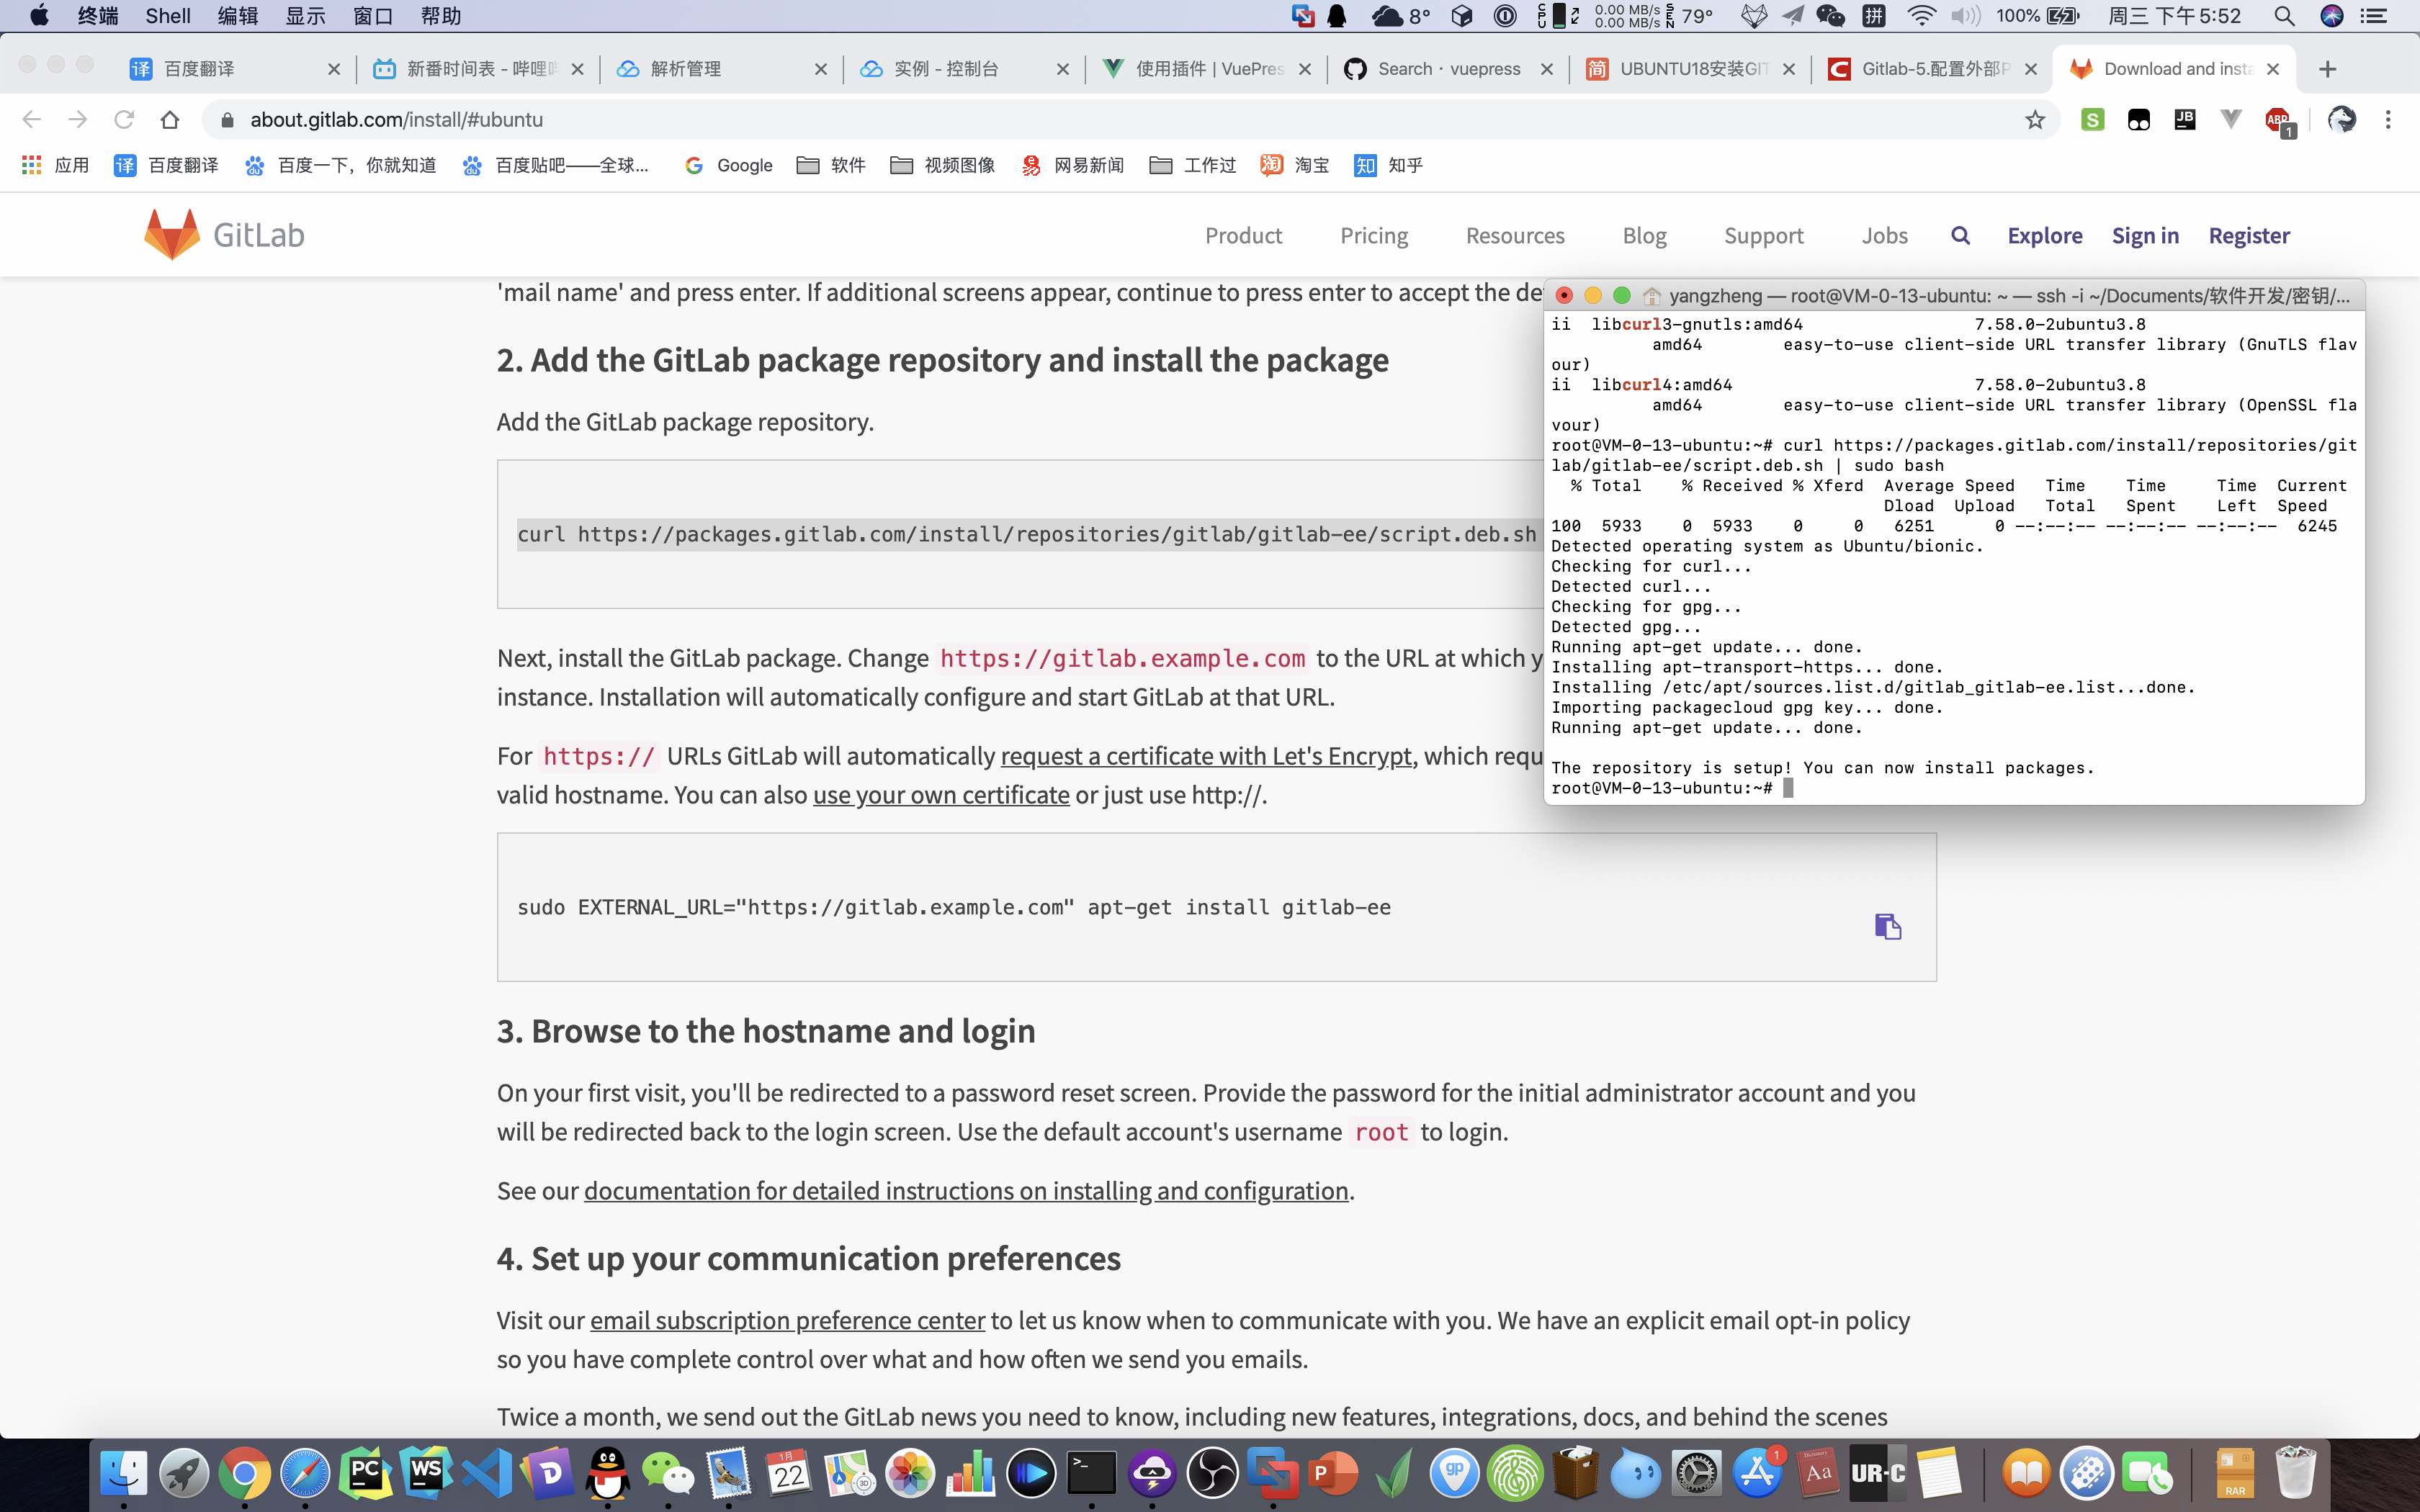 终端 Shell 编辑 显示 窗口 帮助 8° 0.00 MB/s 0.00 MB/s 79° 拼 100% 周三 下午5:52
百度翻译
新番时间表 - 哔哩
解析管理
实例 - 控制台
使用插件 | VuePres
Search · vuepress
UBUNTU18安装GIT
Gitlab-5.配置外部
Download and insta
about.gitlab.com/install/#ubuntu
应用 百度翻译 百度一下，你就知道 百度贴吧——全球... Google 软件 视频图像 网易新闻 工作过 淘宝 知乎
GitLab Product Pricing Resources Blog Support Jobs Explore Sign in Register
'mail name' and press enter. If additional screens appear, continue to press enter to accept the de
2. Add the GitLab package repository and install the package
Add the GitLab package repository.
curl https://packages.gitlab.com/install/repositories/gitlab/gitlab-ee/script.deb.sh
Next, install the GitLab package. Change https://gitlab.example.com to the URL at which y
instance. Installation will automatically configure and start GitLab at that URL.
For https:// URLs GitLab will automatically request a certificate with Let's Encrypt, which requ
valid hostname. You can also use your own certificate or just use http://.
sudo EXTERNAL_URL="https://gitlab.example.com" apt-get install gitlab-ee
3. Browse to the hostname and login
On your first visit, you'll be redirected to a password reset screen. Provide the password for the initial administrator account and you
will be redirected back to the login screen. Use the default account's username root to login.
See our documentation for detailed instructions on installing and configuration.
4. Set up your communication preferences
Visit our email subscription preference center to let us know when to communicate with you. We have an explicit email opt-in policy
so you have complete control over what and how often we send you emails.
Twice a month, we send out the GitLab news you need to know, including new features, integrations, docs, and behind the scenes
yangzheng — root@VM-0-13-ubuntu: ~ — ssh -i ~/Documents/软件开发/密钥/...
ii  libcurl3-gnutls:amd64 7.58.0-2ubuntu3.8
amd64 easy-to-use client-side URL transfer library (GnuTLS flav
our)
ii  libcurl4:amd64 7.58.0-2ubuntu3.8
amd64 easy-to-use client-side URL transfer library (OpenSSL fla
vour)
root@VM-0-13-ubuntu:~# curl https://packages.gitlab.com/install/repositories/git
lab/gitlab-ee/script.deb.sh | sudo bash
% Total % Received % Xferd Average Speed Time Time Time Current
Dload Upload Total Spent Left Speed
100 5933 0 5933 0 0 6251 0 --:--:-- --:--:-- --:--:-- 6245
Detected operating system as Ubuntu/bionic.
Checking for curl...
Detected curl...
Checking for gpg...
Detected gpg...
Running apt-get update... done.
Installing apt-transport-https... done.
Installing /etc/apt/sources.list.d/gitlab_gitlab-ee.list...done.
Importing packagecloud gpg key... done.
Running apt-get update... done.
The repository is setup! You can now install packages.
root@VM-0-13-ubuntu:~#
PC WS 1月 22 P gp 1 Aa UR-C RAR